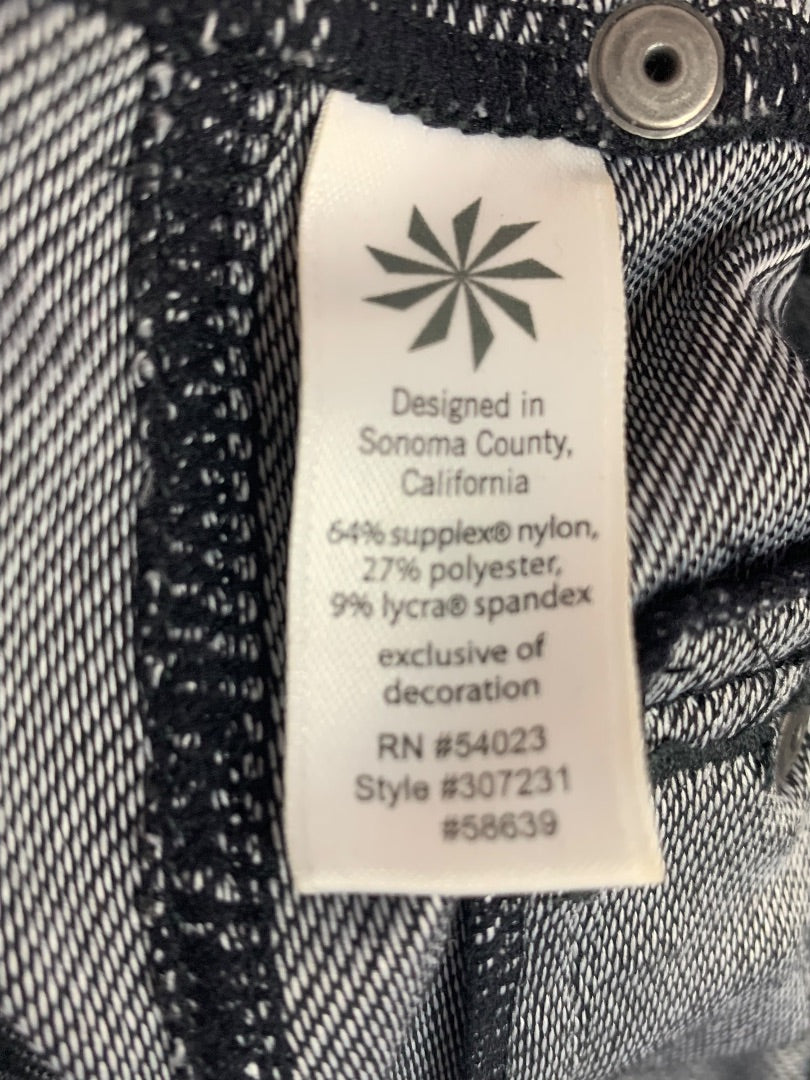 Designed in
Sonoma County,
California
64% supplex® nylon,
27% polyester,
9% lycra® spandex
exclusive of
decoration
RN #54023
Style #307231
#58639